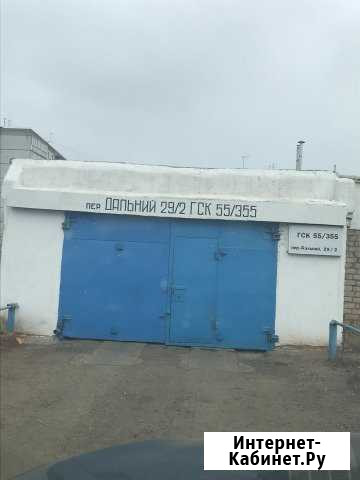 пер ДАЛЬНИЙ 29/2 ГСК 55/355
ГСК 55/355
пер.Дальний, 29/2
Интернет-
Кабинет.Ру